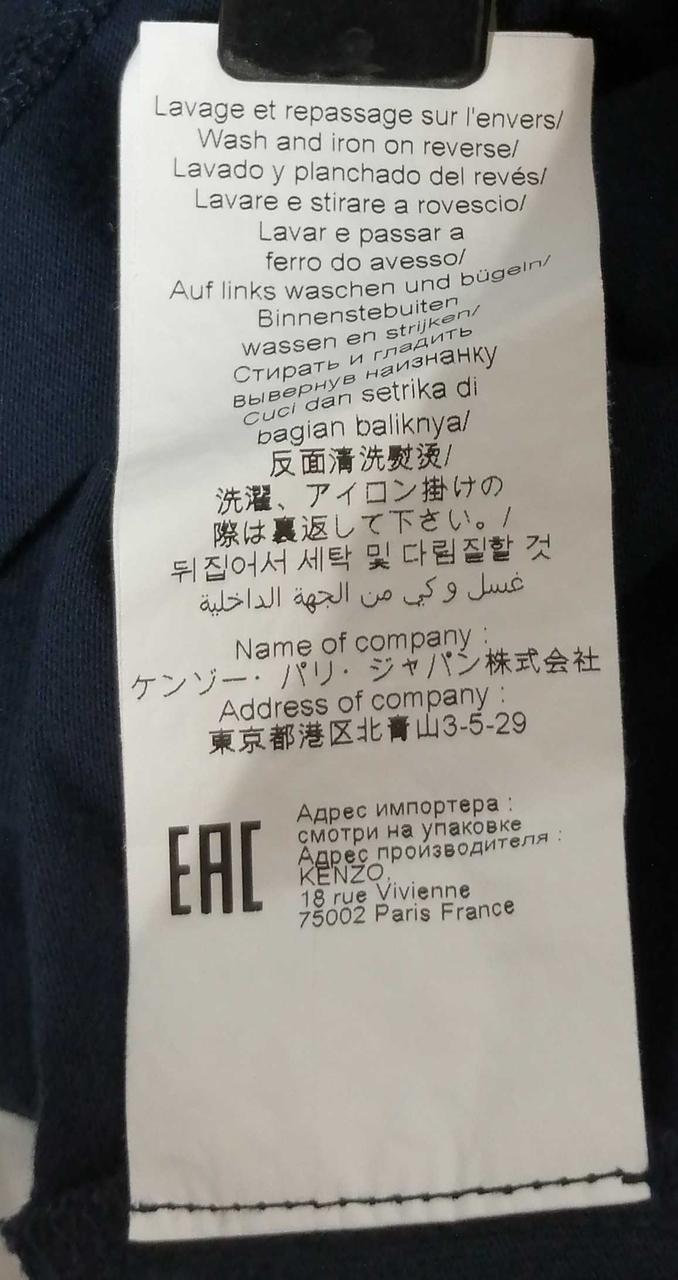 Lavage et repassage sur l'envers/
Wash and iron on reverse/
Lavado y planchado del revés/
Lavare e stirare a rovescio/
Lavar e passar a
ferro do avesso/
Auf links waschen und bügeln/
Binnenstebuiten
wassen en strijken/
Стирать и гладить
вывернув наизнанку
Cuci dan setrika di
bagian baliknya/
反面清洗熨烫/
洗濯、アイロン掛けの
際は裏返して下さい。/
뒤집어서 세탁 및 다림질할 것
غسل و كي من الجهة الداخلية
Name of company :
ケンゾー・パリ・ジャパン株式会社
Address of company :
東京都港区北青山3-5-29
EAC
Адрес импортера :
смотри на упаковке
Адрес производителя :
KENZO,
18 rue Vivienne
75002 Paris France